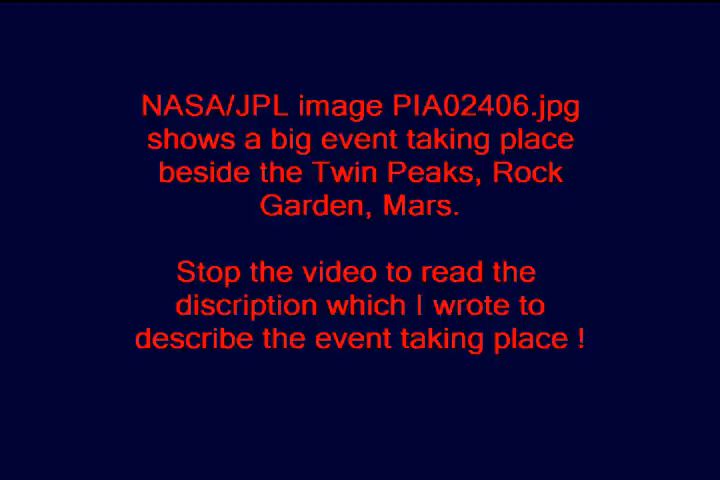 NASA/JPL image PIA02406.jpg
shows a big event taking place
beside the Twin Peaks, Rock
Garden, Mars.
Stop the video to read the
discription which I wrote to
describe the event taking place !